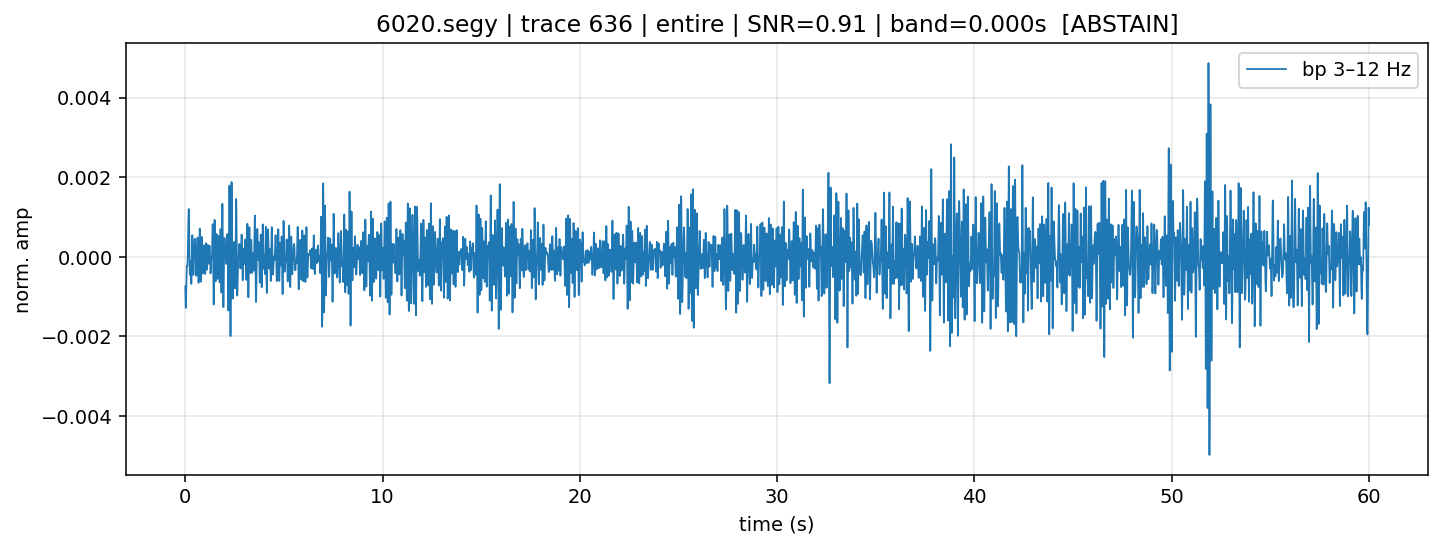 6020.segy | trace 636 | entire | SNR=0.91 | band=0.000s  [ABSTAIN]
bp 3–12 Hz
norm. amp
0.004
0.002
0.000
−0.002
−0.004
0 10 20 30 40 50 60
time (s)